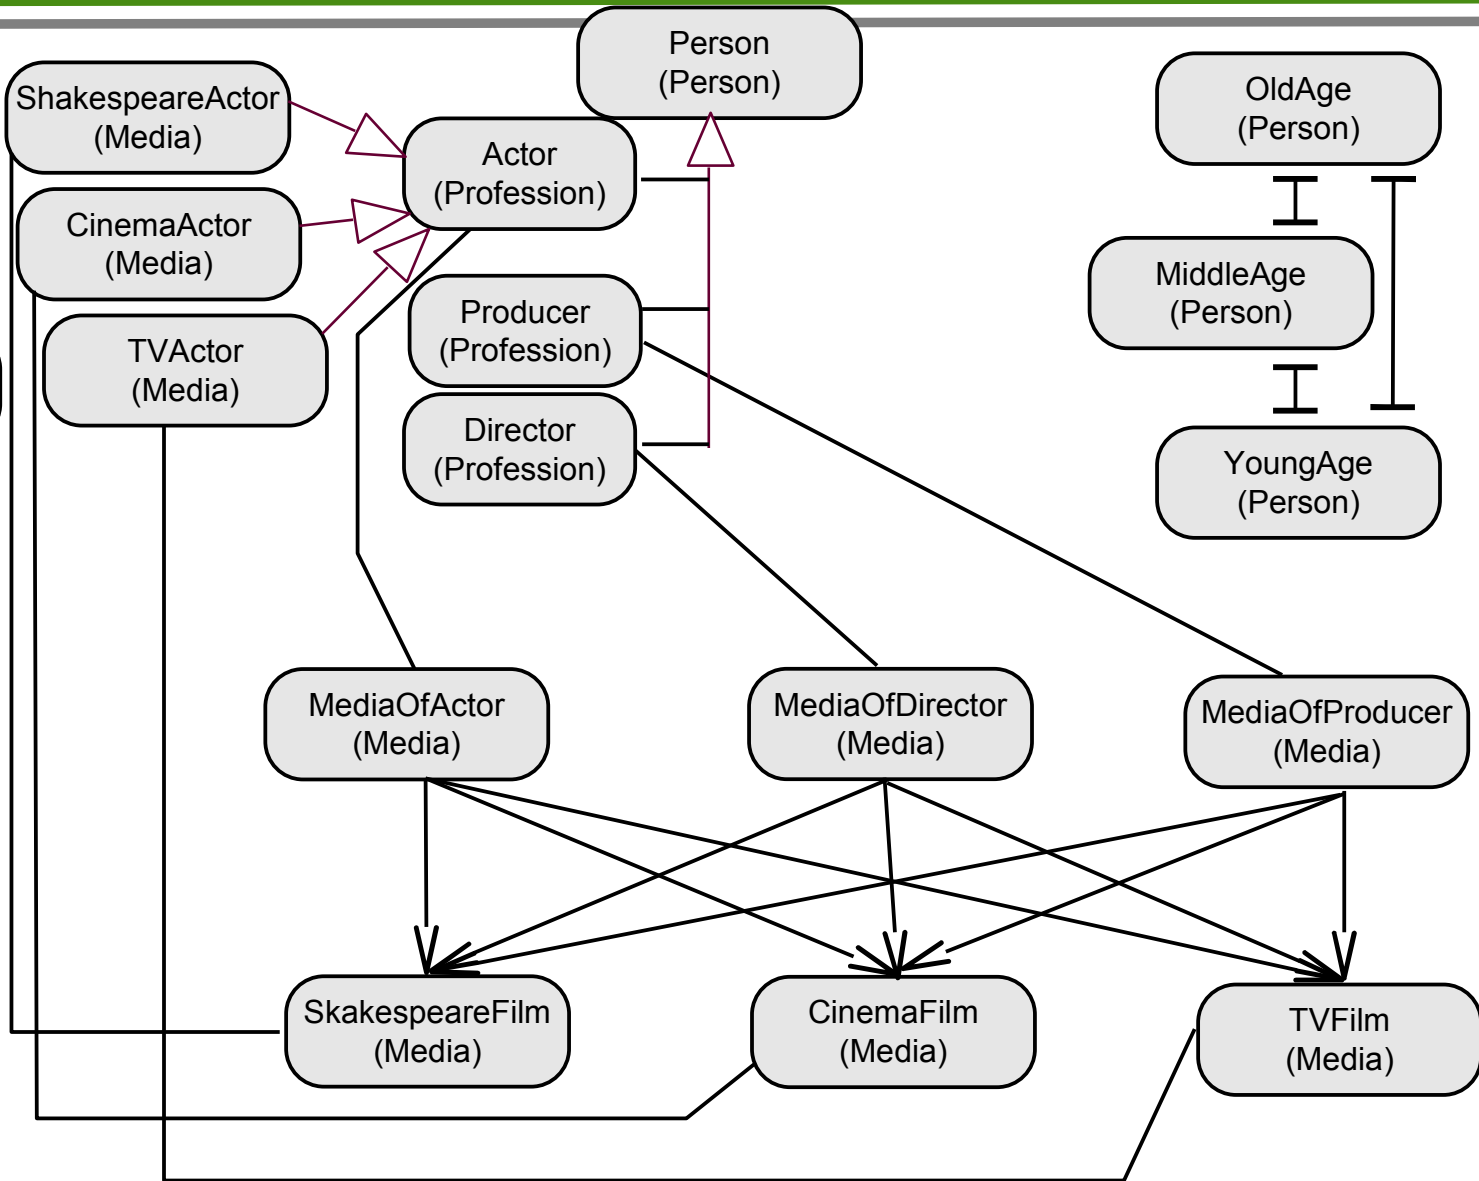 Person
(Person)
ShakespeareActor
(Media)
OldAge
(Person)
Actor
(Profession)
CinemaActor
(Media)
MiddleAge
(Person)
Producer
(Profession)
TVActor
(Media)
Director
(Profession)
YoungAge
(Person)
MediaOfActor
(Media)
MediaOfDirector
(Media)
MediaOfProducer
(Media)
SkakespeareFilm
(Media)
CinemaFilm
(Media)
TVFilm
(Media)